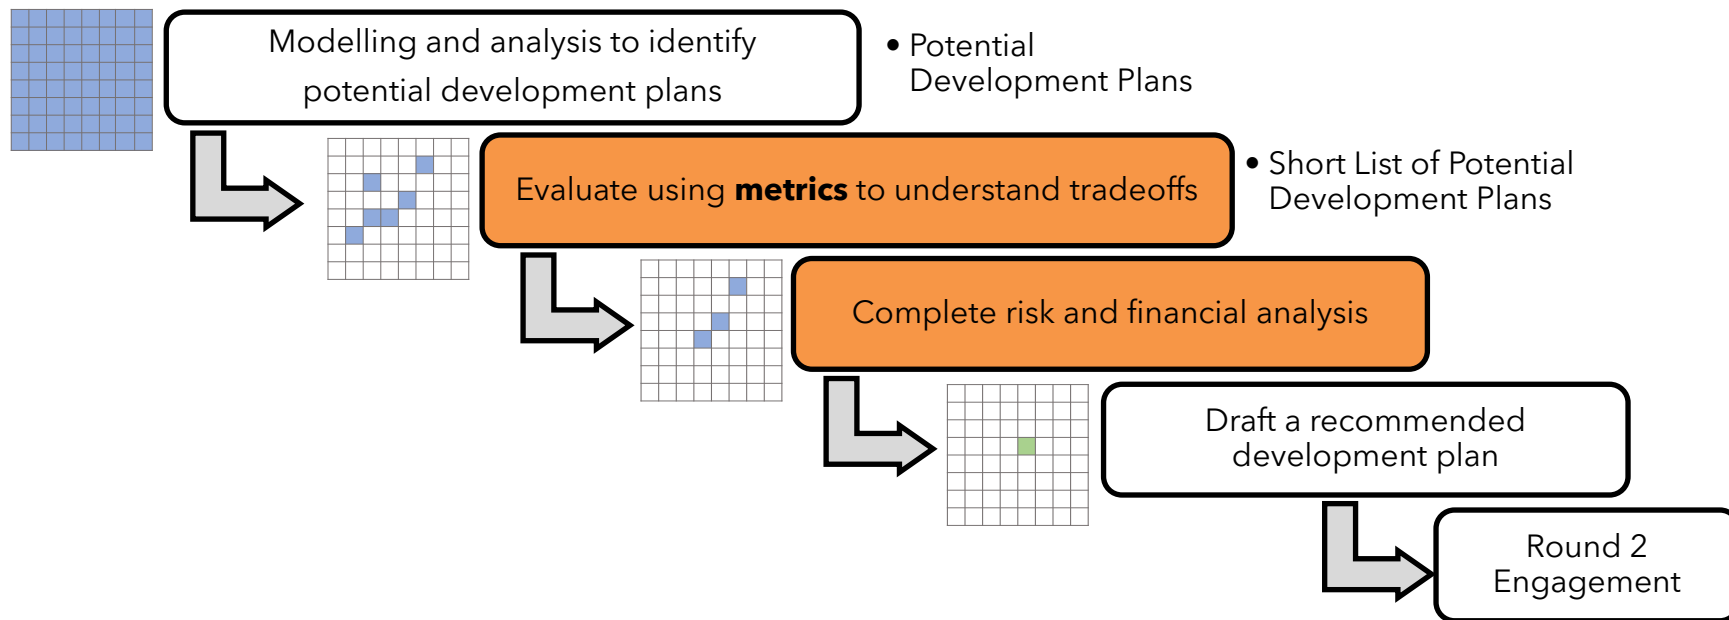 Modelling and analysis to identify
potential development plans
• Potential
Development Plans
Evaluate using metrics to understand tradeoffs
• Short List of Potential
Development Plans
Complete risk and financial analysis
Draft a recommended
development plan
Round 2
Engagement